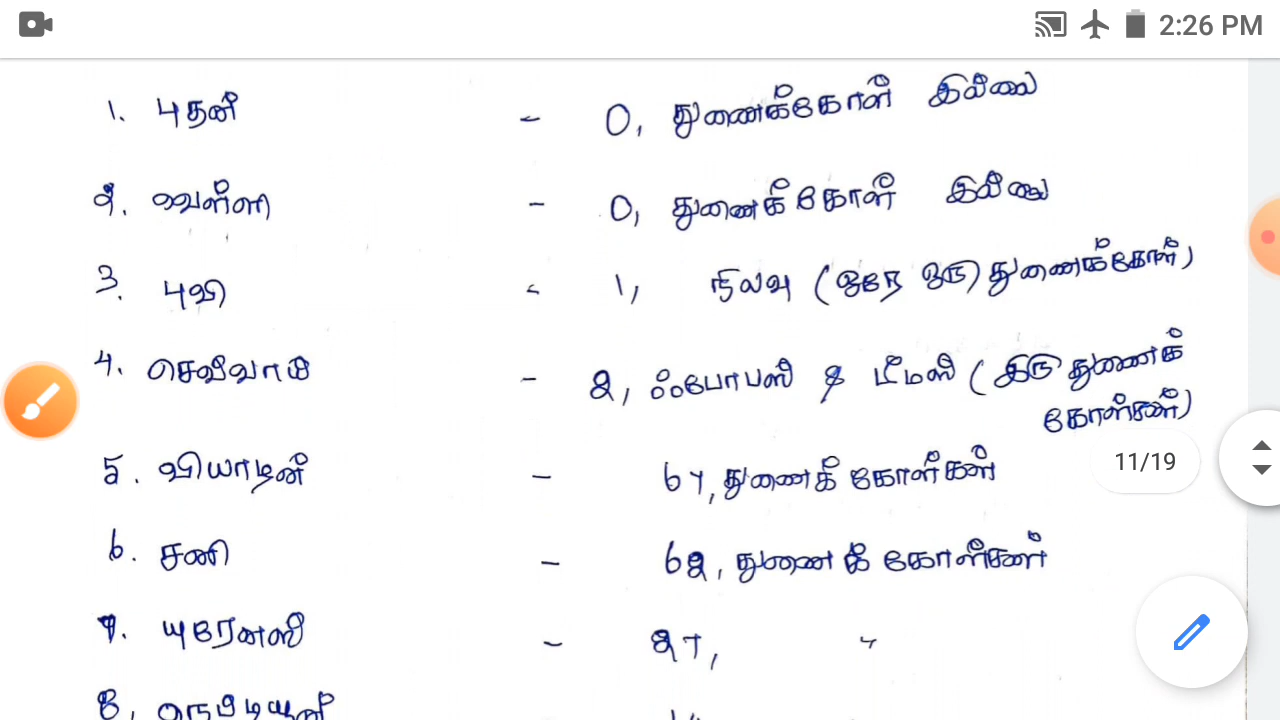 2:26 PM
1. புதன் - 0, துணைக்கோள் இல்லை
2. வெள்ளி - 0, துணைக்கோள் இல்லை
3. புவி - 1, நிலவு (ஒரே ஒரு துணைக்கோள்)
4. செவ்வாய் - 2, ஃபோபஸ் & டீமஸ் (இரு துணைக்
கோள்கள்)
5. வியாழன் - 67, துணைக் கோள்கள்
11/19
6. சனி - 62, துணைக் கோள்கள்
7. யுரேனஸ் - 27, "
8. நெப்டியூன்